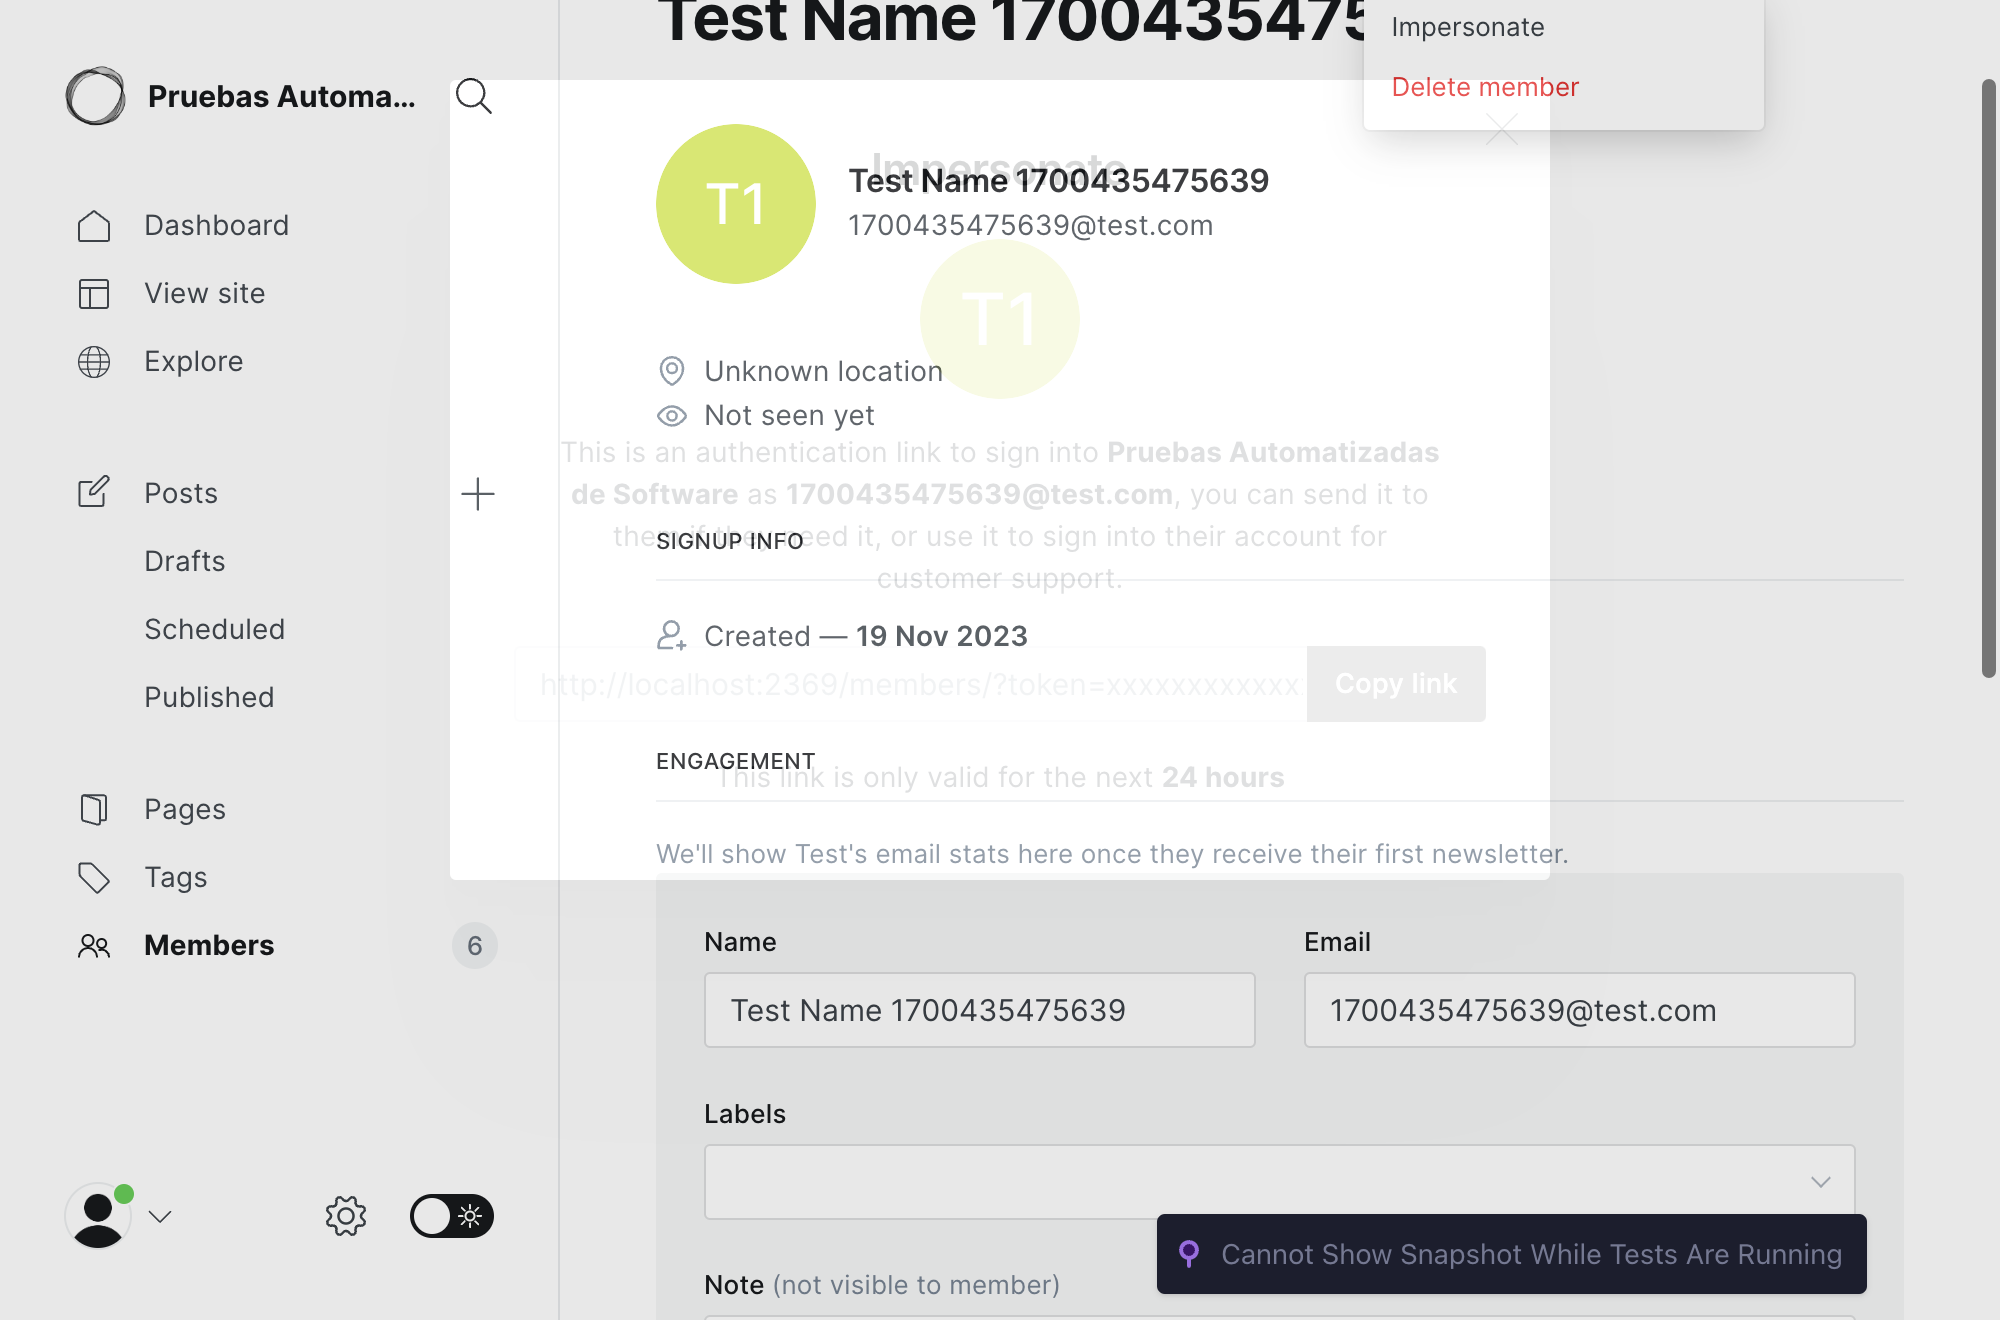 Test Name 1700435475
Impersonate
Delete member
Pruebas Automa...
Dashboard
View site
Explore
Posts
Drafts
Scheduled
Published
Pages
Tags
Members
6
Impersonate
T1
Test Name 1700435475639
1700435475639@test.com
T1
Unknown location
Not seen yet
This is an authentication link to sign into Pruebas Automatizadas
de Software as 1700435475639@test.com, you can send it to
them if they need it, or use it to sign into their account for
customer support.
SIGNUP INFO
Created — 19 Nov 2023
http://localhost:2369/members/?token=xxxxxxxxxxxxx
Copy link
ENGAGEMENT
This link is only valid for the next 24 hours
We'll show Test's email stats here once they receive their first newsletter.
Name
Email
Test Name 1700435475639
1700435475639@test.com
Labels
Note (not visible to member)
Cannot Show Snapshot While Tests Are Running